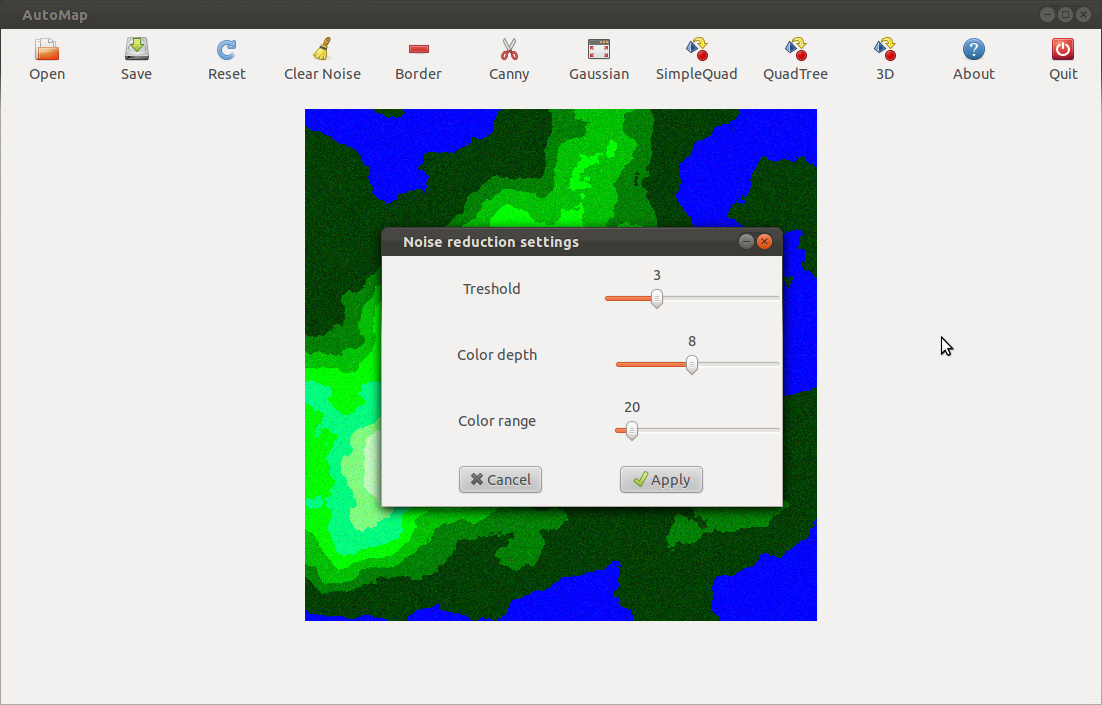 AutoMap
Open Save Reset Clear Noise Border Canny Gaussian SimpleQuad QuadTree 3D About Quit
Noise reduction settings
3
Treshold
8
Color depth
20
Color range
Cancel Apply